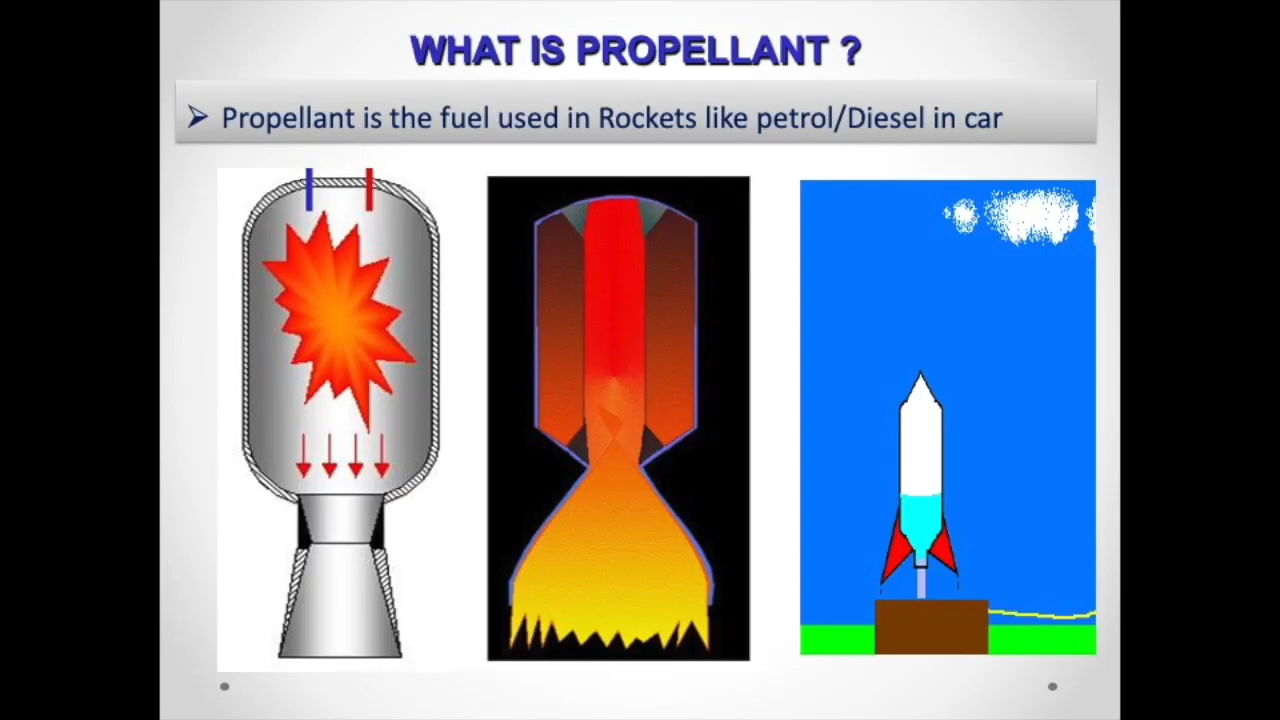 WHAT IS PROPELLANT ?
➢ Propellant is the fuel used in Rockets like petrol/Diesel in car